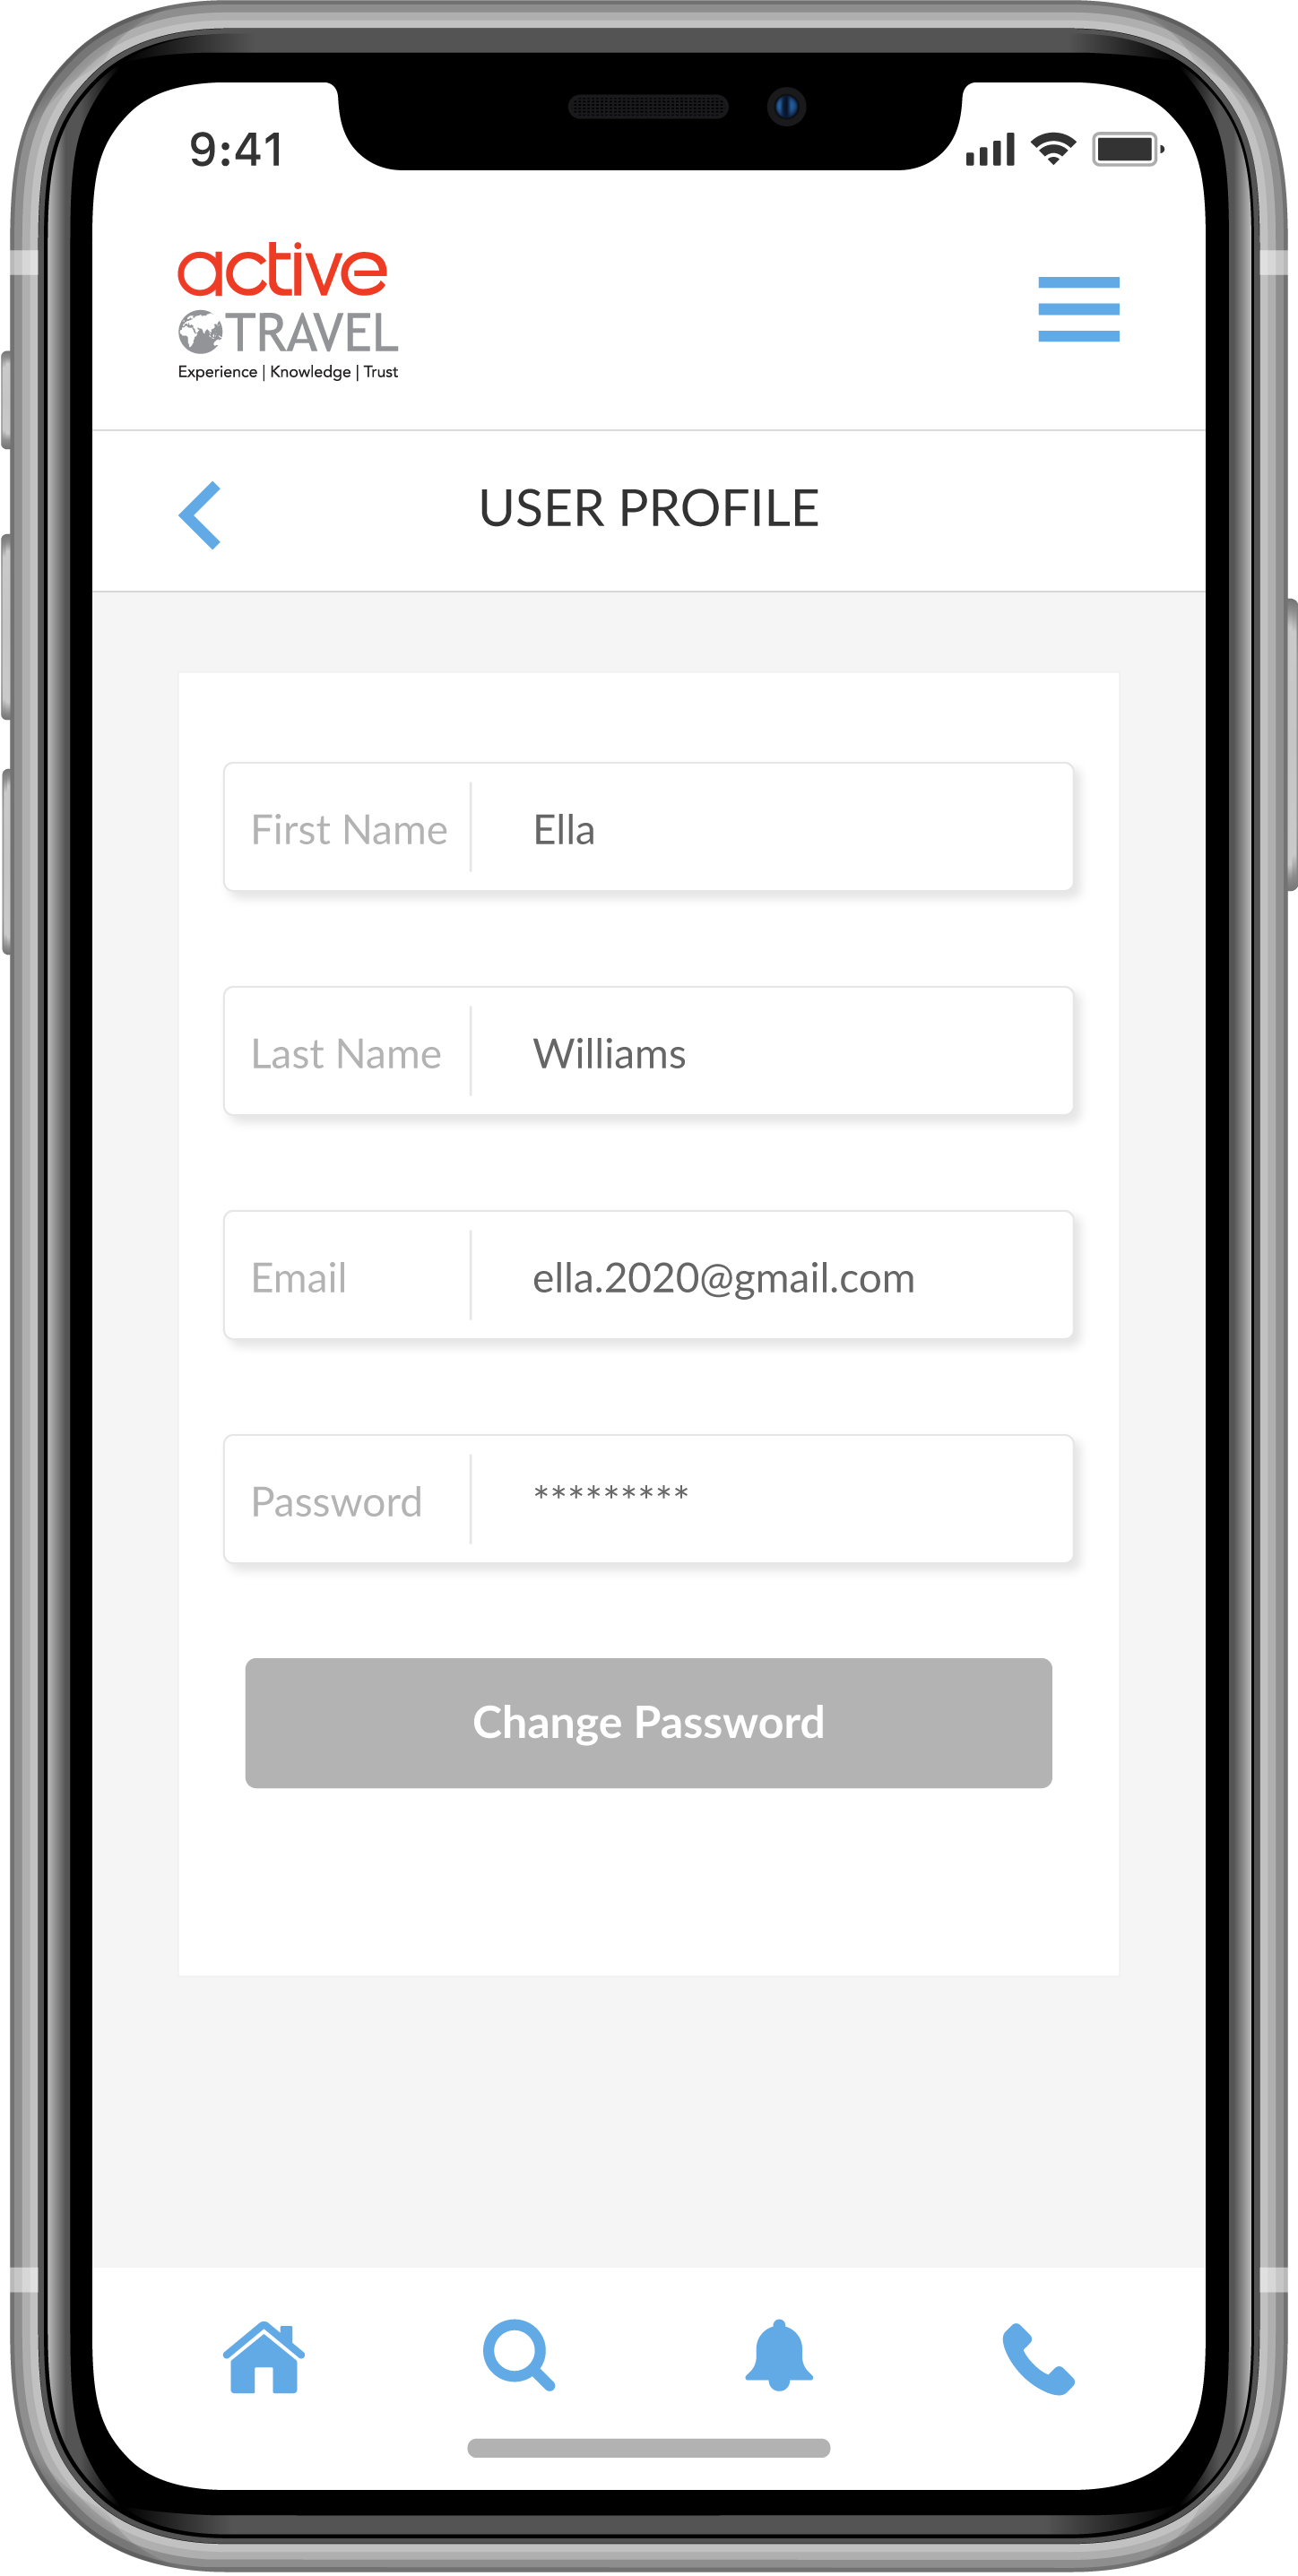 9:41
active
TRAVEL
Experience | Knowledge | Trust
USER PROFILE
First Name Ella
Last Name Williams
Email ella.2020@gmail.com
Password *********
Change Password